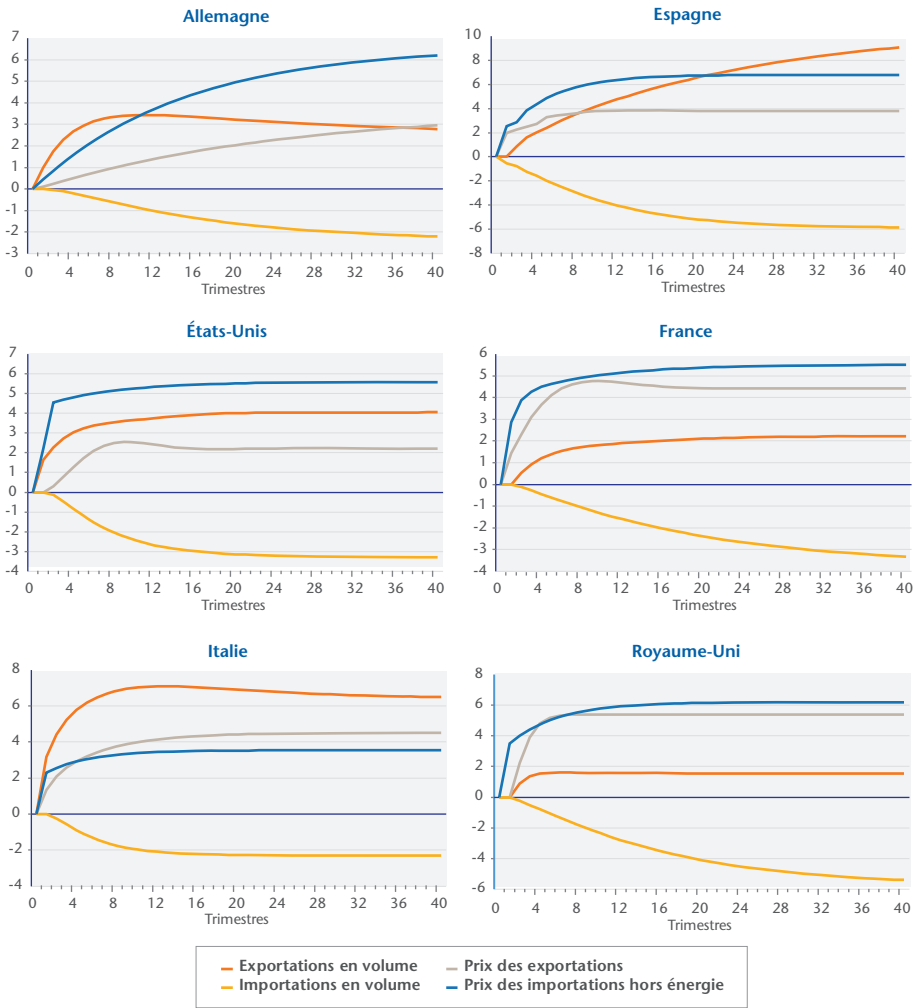 Allemagne
7
6
5
4
3
2
1
0
-1
-2
-3
0 4 8 12 16 20 24 28 32 36 40
Trimestres
Espagne
10
8
6
4
2
0
-2
-4
-6
-8
0 4 8 12 16 20 24 28 32 36 40
Trimestres
États-Unis
7
6
5
4
3
2
1
0
-1
-2
-3
-4
0 4 8 12 16 20 24 28 32 36 40
Trimestres
France
6
5
4
3
2
1
0
-1
-2
-3
-4
0 4 8 12 16 20 24 28 32 36 40
Trimestres
Italie
8
6
4
2
0
-2
-4
0 4 8 12 16 20 24 28 32 36 40
Trimestres
Royaume-Uni
8
6
4
2
0
-2
-4
-6
0 4 8 12 16 20 24 28 32 36 40
Trimestres
Exportations en volume
Prix des exportations
Importations en volume
Prix des importations hors énergie